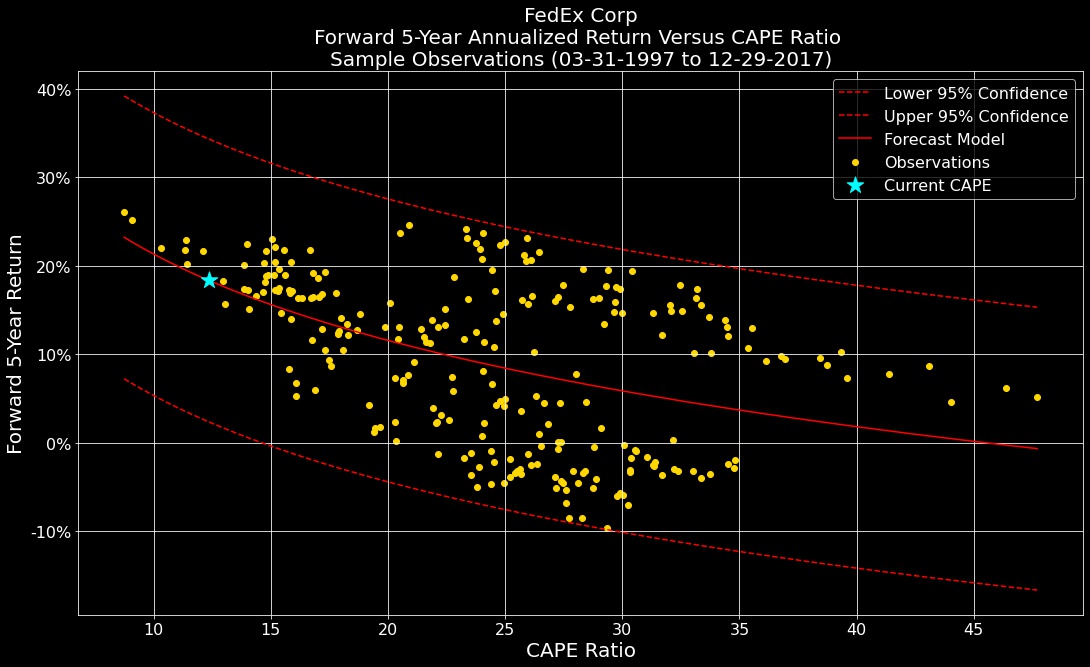 FedEx Corp
Forward 5-Year Annualized Return Versus CAPE Ratio
Sample Observations (03-31-1997 to 12-29-2017)
Lower 95% Confidence
Upper 95% Confidence
Forecast Model
Observations
Current CAPE
Forward 5-Year Return
40%
30%
20%
10%
0%
-10%
10 15 20 25 30 35 40 45
CAPE Ratio